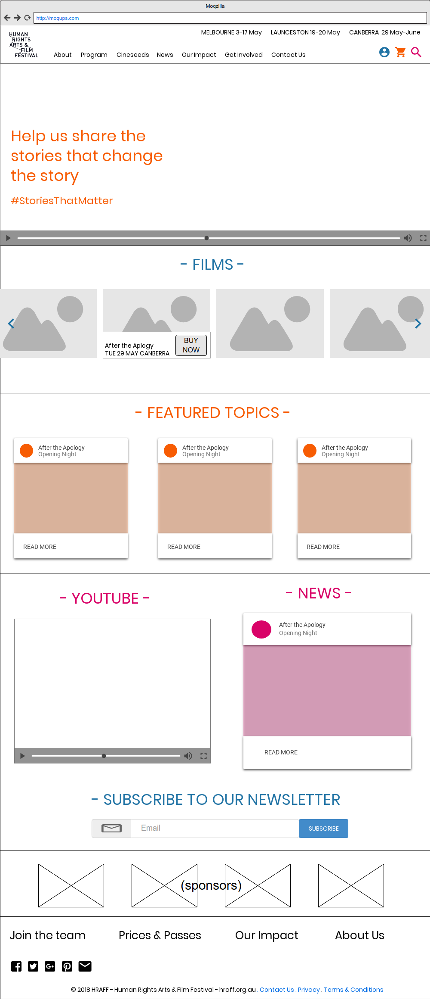 Moqzilla
http://moqups.com
HUMAN
RIGHTS
ARTS &
FILM
FESTIVAL
MELBOURNE 3-17 May LAUNCESTON 19-20 May CANBERRA 29 May-June
About Program Cineseeds News Our Impact Get Involved Contact Us
Help us share the
stories that change
the story
#StoriesThatMatter
- FILMS -
After the Aplogy
TUE 29 MAY CANBERRA
BUY
NOW
- FEATURED TOPICS -
After the Apology
Opening Night
READ MORE
After the Apology
Opening Night
READ MORE
After the Apology
Opening Night
READ MORE
- YOUTUBE -
- NEWS -
After the Apology
Opening Night
READ MORE
- SUBSCRIBE TO OUR NEWSLETTER
Email
SUBSCRIBE
(sponsors)
Join the team Prices & Passes Our Impact About Us
© 2018 HRAFF - Human Rights Arts & Film Festival - hraff.org.au . Contact Us . Privacy . Terms & Conditions